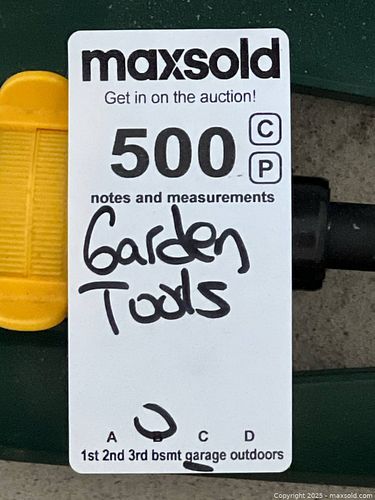 maxsold
Get in on the auction!
500 C
P
notes and measurements
Garden
Tools
A B C D
1st 2nd 3rd bsmt garage outdoors
Copyright 2025 - maxsold.com